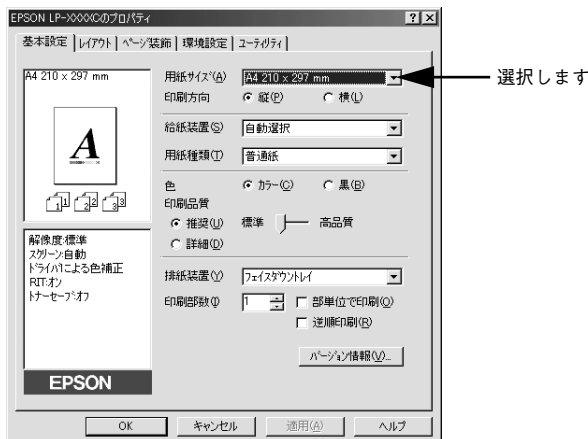 EPSON LP-XXXXCのプロパティ
基本設定 レイアウト ページ装飾 環境設定 ユーティリティ
A4 210 x 297 mm
A
1 1 2 2 3 3
解像度:標準
スクリーン:自動
ドライバによる色補正
RIT:オン
トナーセーブ:オフ
EPSON
用紙サイズ(A) A4 210 x 297 mm
選択します
印刷方向 縦(P) 横(L)
給紙装置(S) 自動選択
用紙種類(T) 普通紙
色 カラー(C) 黒(B)
印刷品質
推奨(U) 標準 高品質
詳細(D)
排紙装置(Y) フェイスダウントレイ
印刷部数(I) 1 部単位で印刷(O)
逆順印刷(R)
バージョン情報(V)...
OK キャンセル 適用(A) ヘルプ